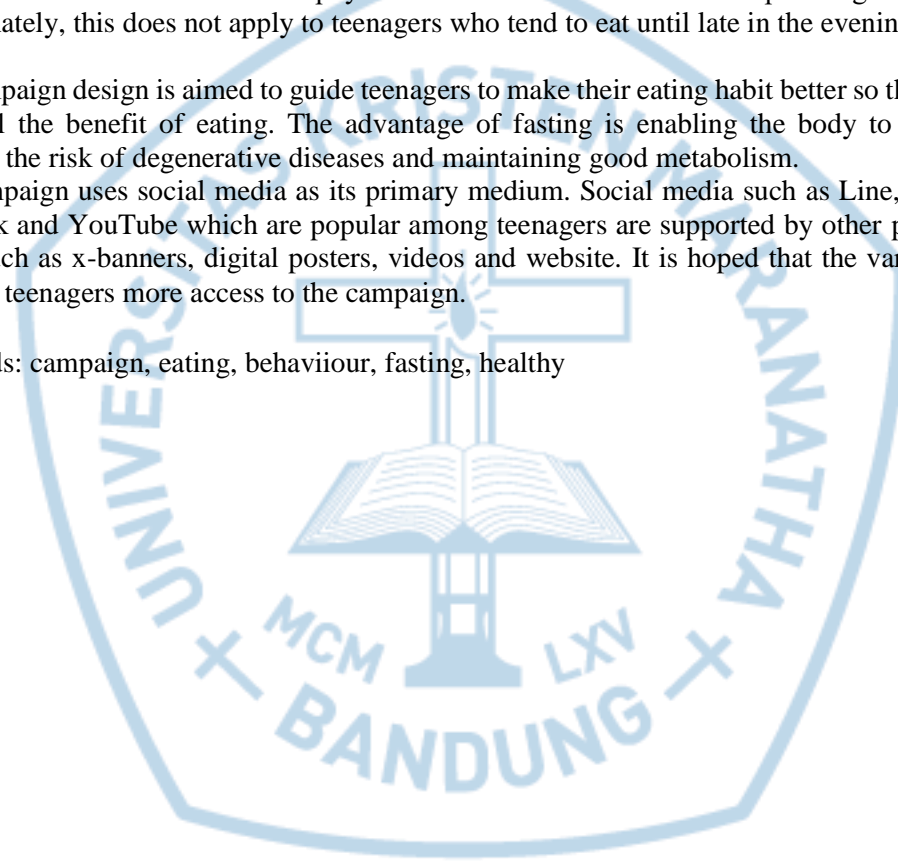 ately, this does not apply to teenagers who tend to eat until late in the evenin
paign design is aimed to guide teenagers to make their eating habit better so th
l the benefit of eating. The advantage of fasting is enabling the body to
the risk of degenerative diseases and maintaining good metabolism.
mpaign uses social media as its primary medium. Social media such as Line,
k and YouTube which are popular among teenagers are supported by other p
uch as x-banners, digital posters, videos and website. It is hoped that the var
teenagers more access to the campaign.
ds: campaign, eating, behaviiour, fasting, healthy
UNIVERSITAS KRISTEN MARANATHA
MCM LXV
BANDUNG